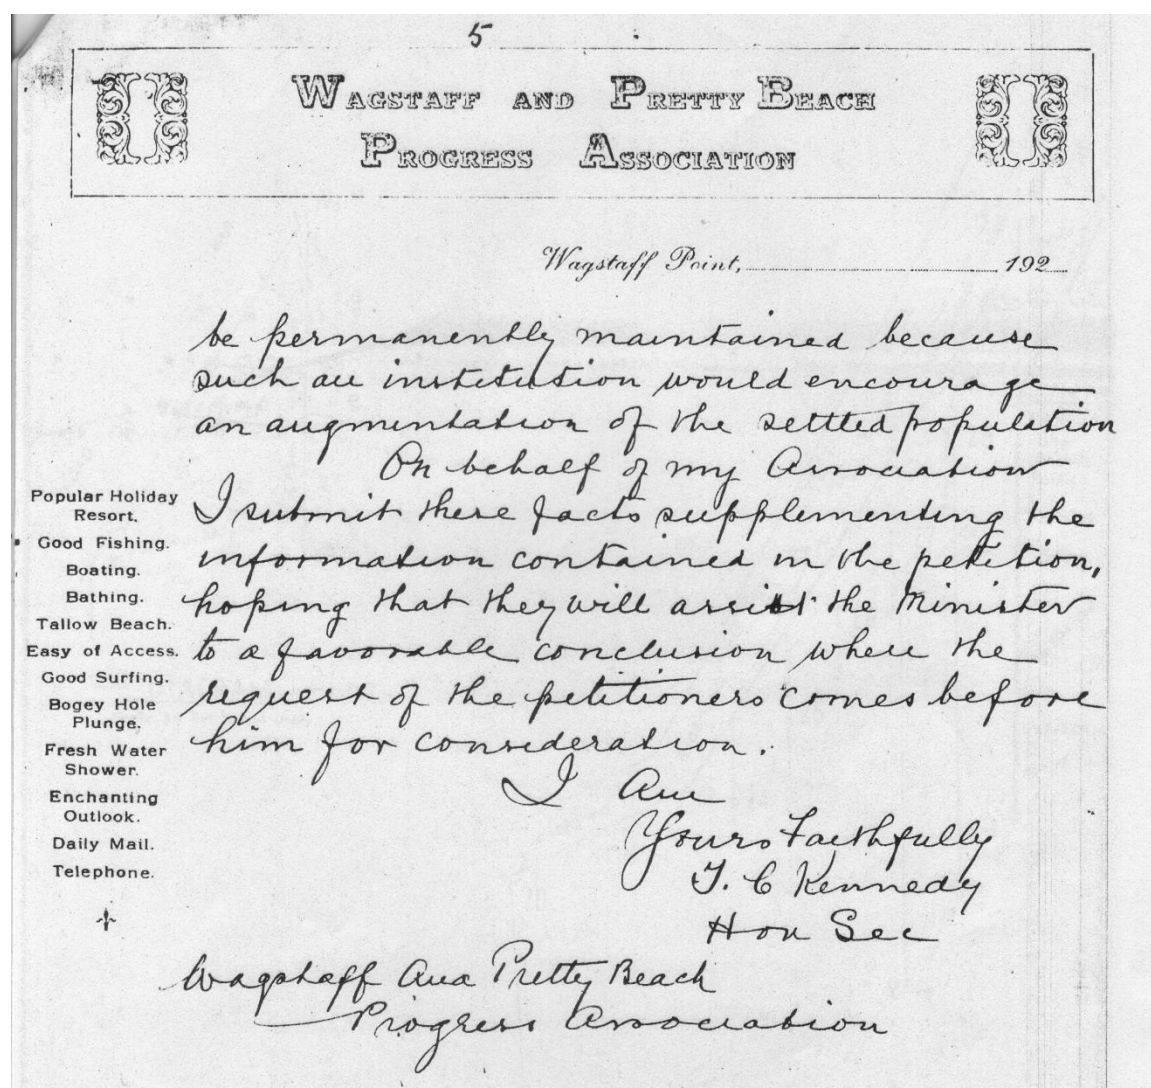 5
WAGSTAFF AND PRETTY BEACH
PROGRESS ASSOCIATION
Wagstaff Point, 192
be permanently maintained because
such an institution would encourage
an augmentation of the settled population
On behalf of my Association
I submit these facts supplementing the
information contained in the petition,
hoping that they will assist the Minister
to a favorable conclusion when the
request of the petitioners comes before
him for consideration.
I Am
Yours Faithfully
T. C Kennedy
Hon Sec
Wagstaff And Pretty Beach
Progress Association
Popular Holiday
Resort.
Good Fishing.
Boating.
Bathing.
Tallow Beach.
Easy of Access.
Good Surfing.
Bogey Hole
Plunge.
Fresh Water
Shower.
Enchanting
Outlook.
Daily Mail.
Telephone.